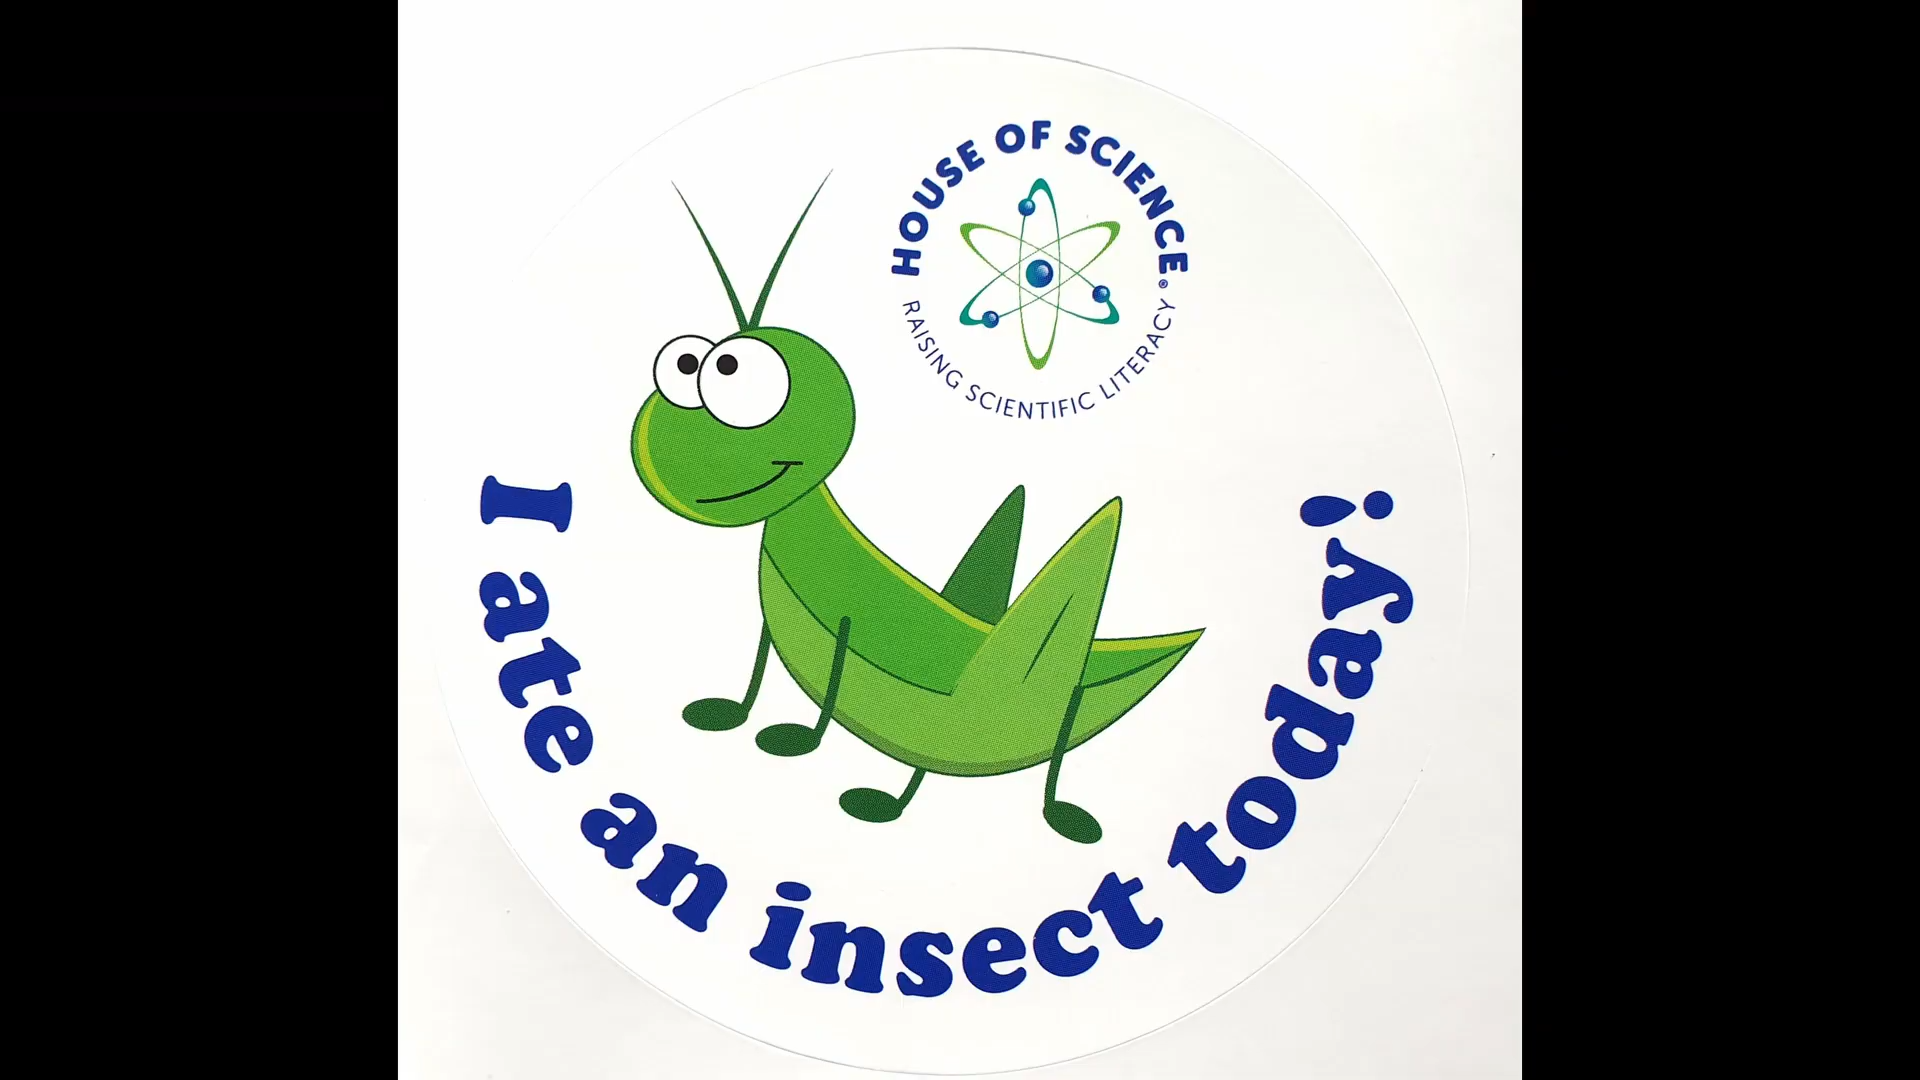 HOUSE OF SCIENCE®
RAISING SCIENTIFIC LITERACY
I ate an insect today!